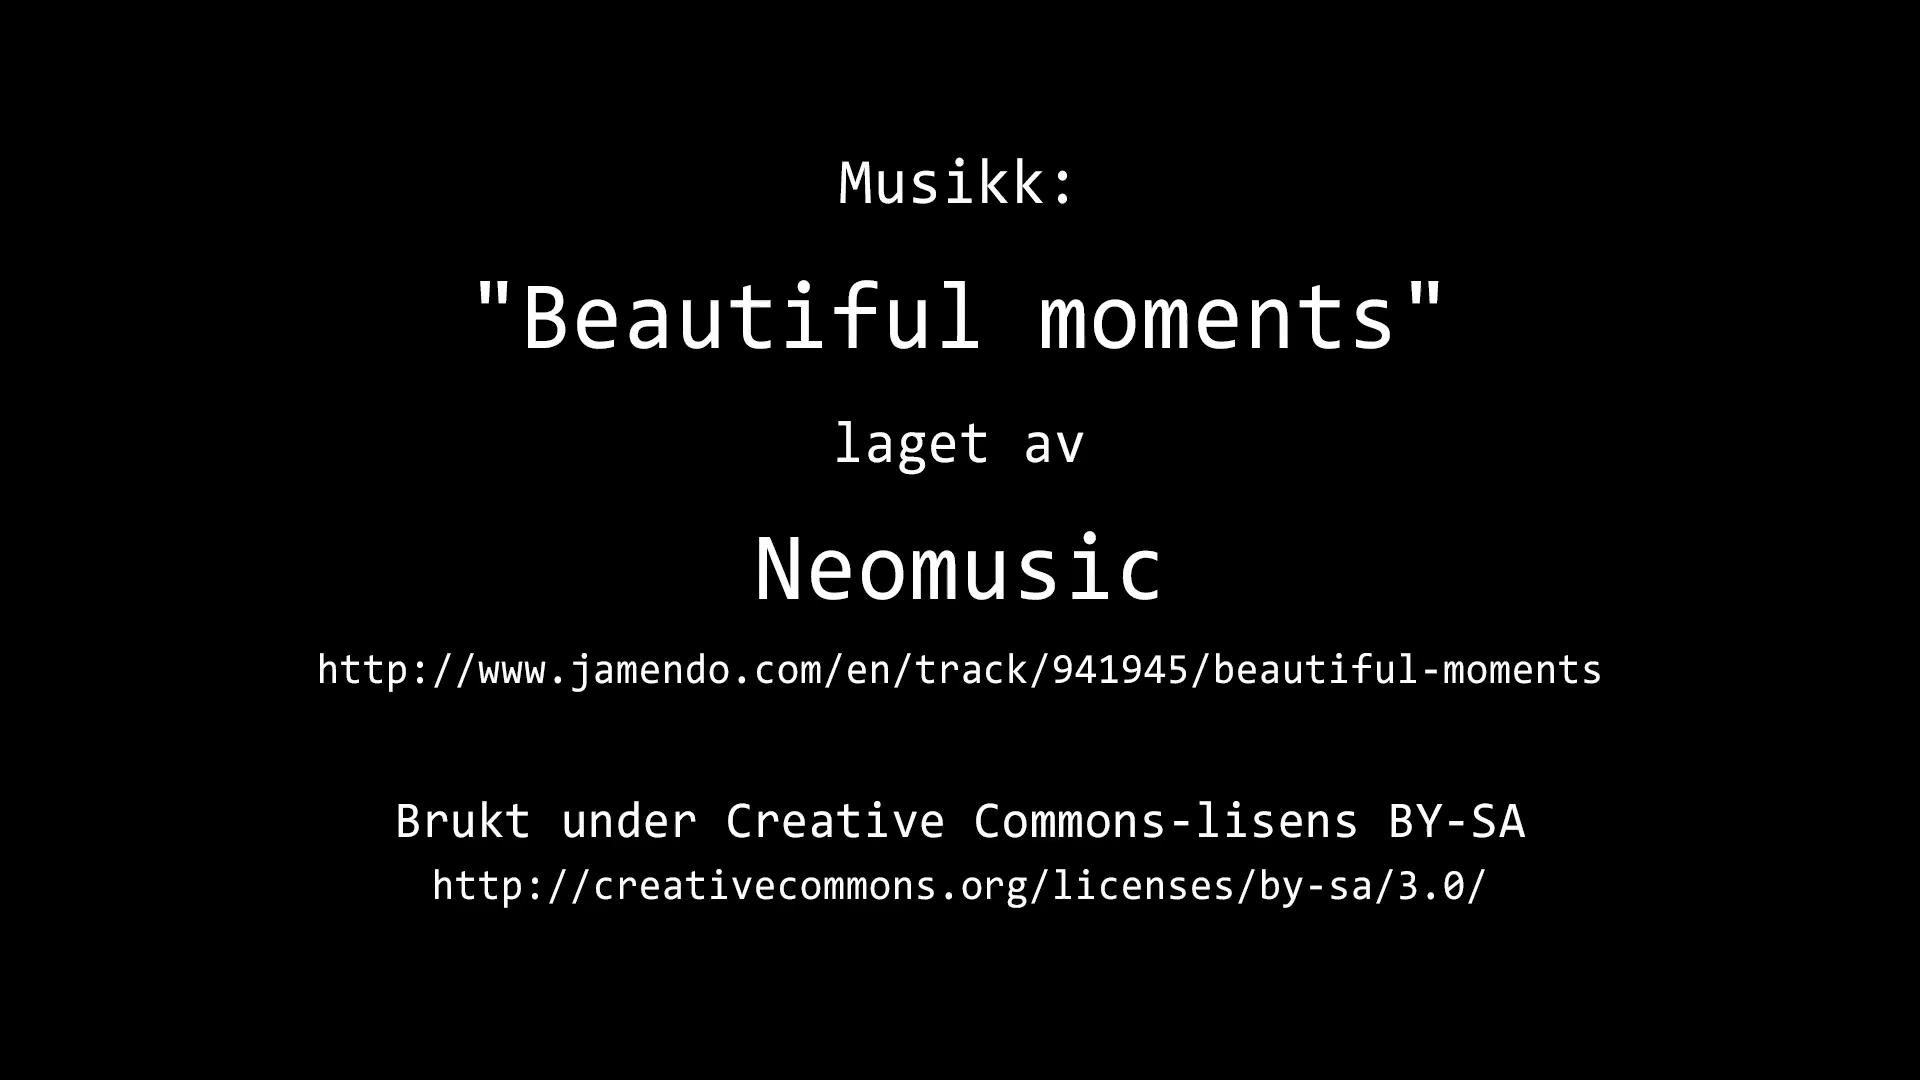 Musikk:
"Beautiful moments"
laget av
Neomusic
http://www.jamendo.com/en/track/941945/beautiful-moments
Brukt under Creative Commons-lisens BY-SA
http://creativecommons.org/licenses/by-sa/3.0/